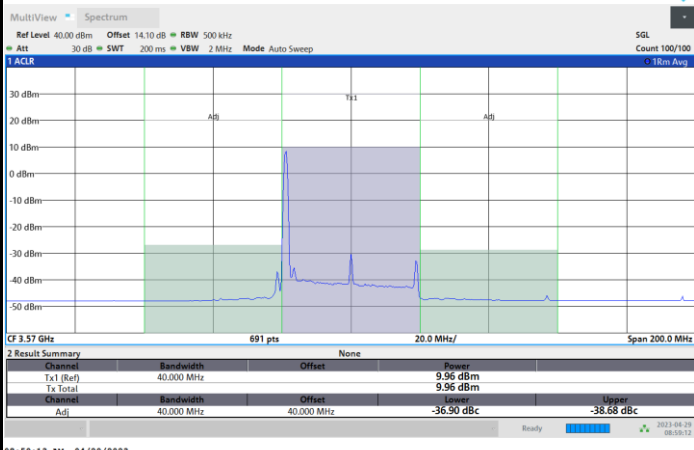 MultiView Spectrum
Ref Level 40.00 dBm Offset 14.10 dB RBW 500 kHz SGL
Att 30 dB SWT 200 ms VBW 2 MHz Mode Auto Sweep Count 100/100
1 ACLR 1Rm Avg
30 dBm
Tx1
20 dBm
Adj Adj
10 dBm
0 dBm
-10 dBm
-20 dBm
-30 dBm
-40 dBm
-50 dBm
CF 3.57 GHz 691 pts 20.0 MHz/ Span 200.0 MHz
2 Result Summary None
Channel Bandwidth Offset Power
Tx1 (Ref) 40.000 MHz 9.96 dBm
Tx Total 9.96 dBm
Channel Bandwidth Offset Lower Upper
Adj 40.000 MHz 40.000 MHz -36.90 dBc -38.68 dBc
Ready 2023-04-29
08:59:12